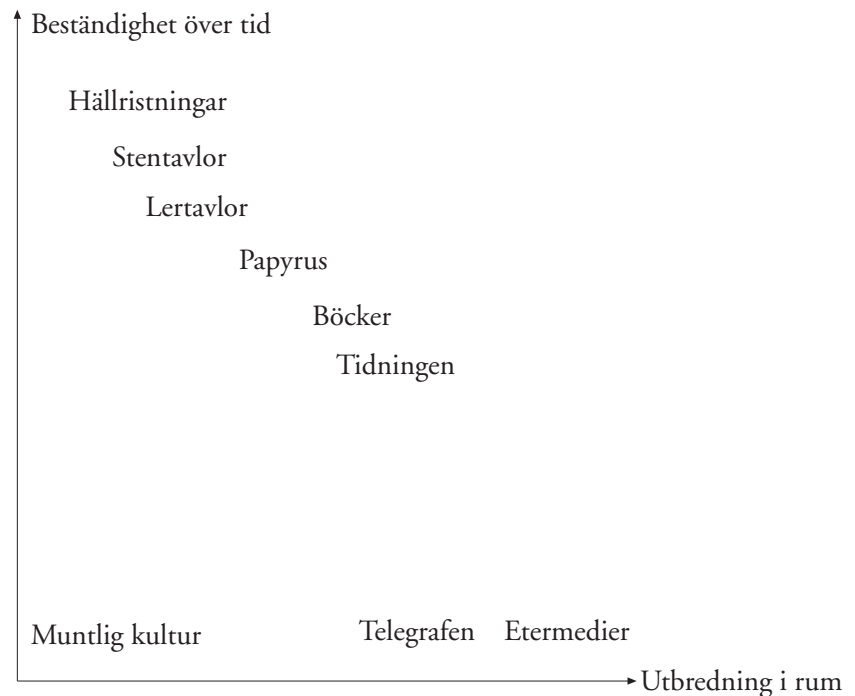 Beständighet över tid
Hällristningar
Stentavlor
Lertavlor
Papyrus
Böcker
Tidningen
Muntlig kultur
Telegrafen
Etermedier
Utbredning i rum